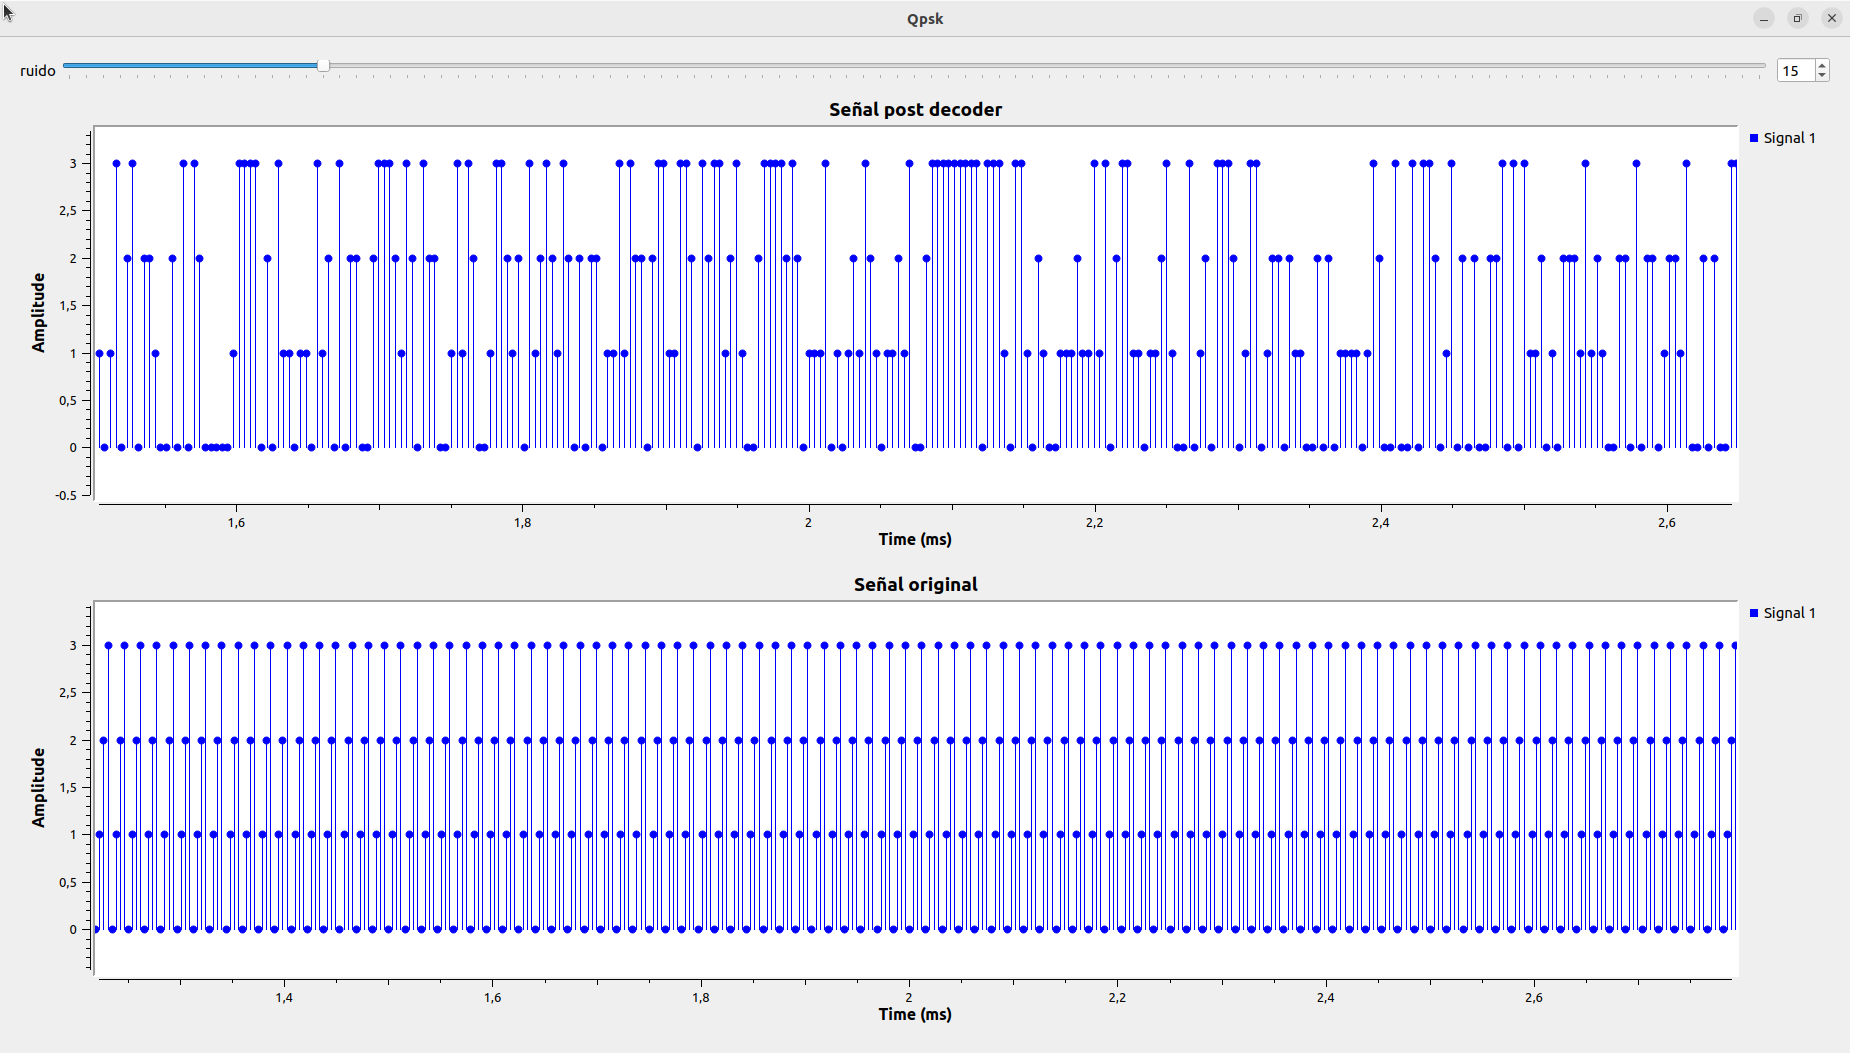 Qpsk
ruido
15
Señal post decoder
Signal 1
Amplitude
3
2,5
2
1,5
1
0,5
0
-0.5
1,6
1,8
2
2,2
2,4
2,6
Time (ms)
Señal original
Signal 1
Amplitude
3
2,5
2
1,5
1
0,5
0
1,4
1,6
1,8
2
2,2
2,4
2,6
Time (ms)